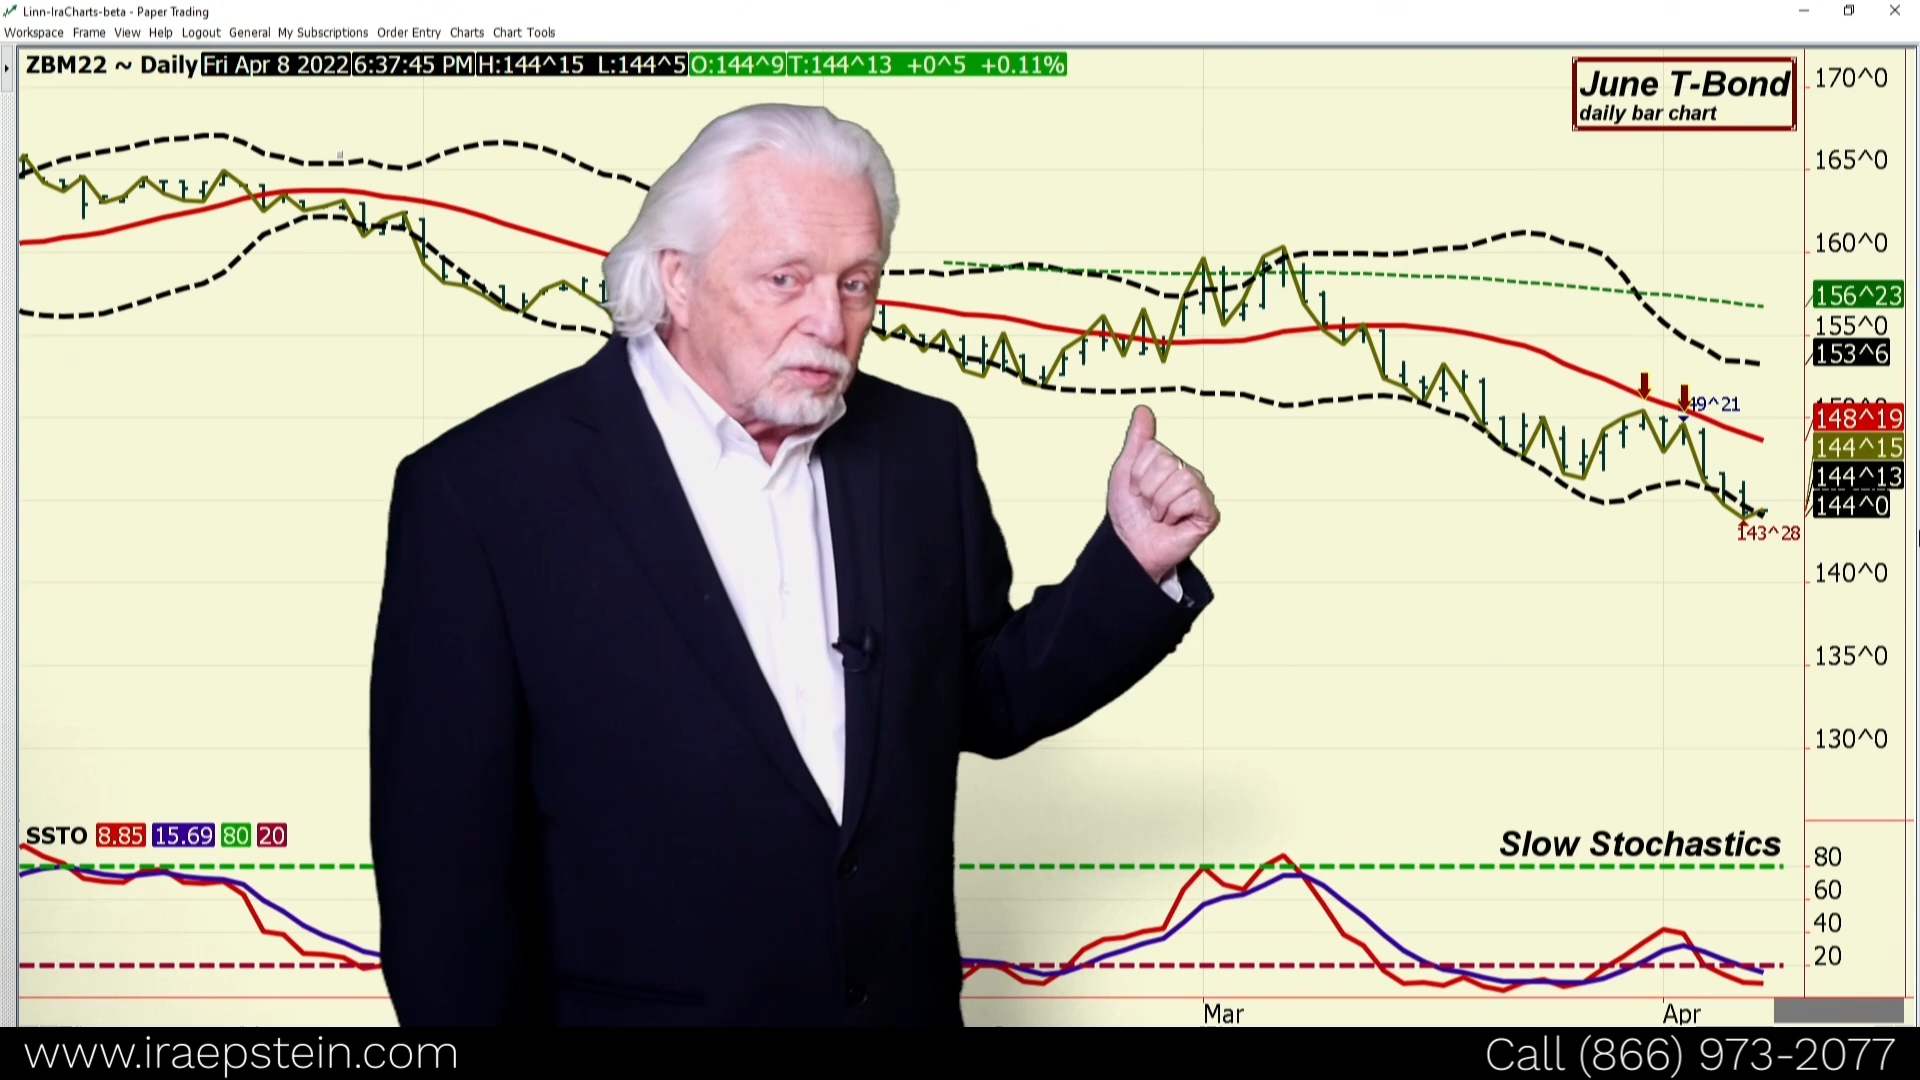 Linn-IraCharts-beta - Paper Trading
Workspace Frame View Help Logout General My Subscriptions Order Entry Charts Chart Tools
ZBM22 ~ Daily Fri Apr 8 2022 6:37:45 PM H:144^15 L:144^5 O:144^9 T:144^13 +0^5 +0.11%
June T-Bond
daily bar chart
170^0
165^0
160^0
156^23
155^0
153^6
49^21
148^19
144^15
144^13
144^0
143^28
140^0
135^0
130^0
SSTO 8.85 15.69 80 20
Slow Stochastics
80
60
40
20
Mar Apr
www.iraepstein.com Call (866) 973-2077